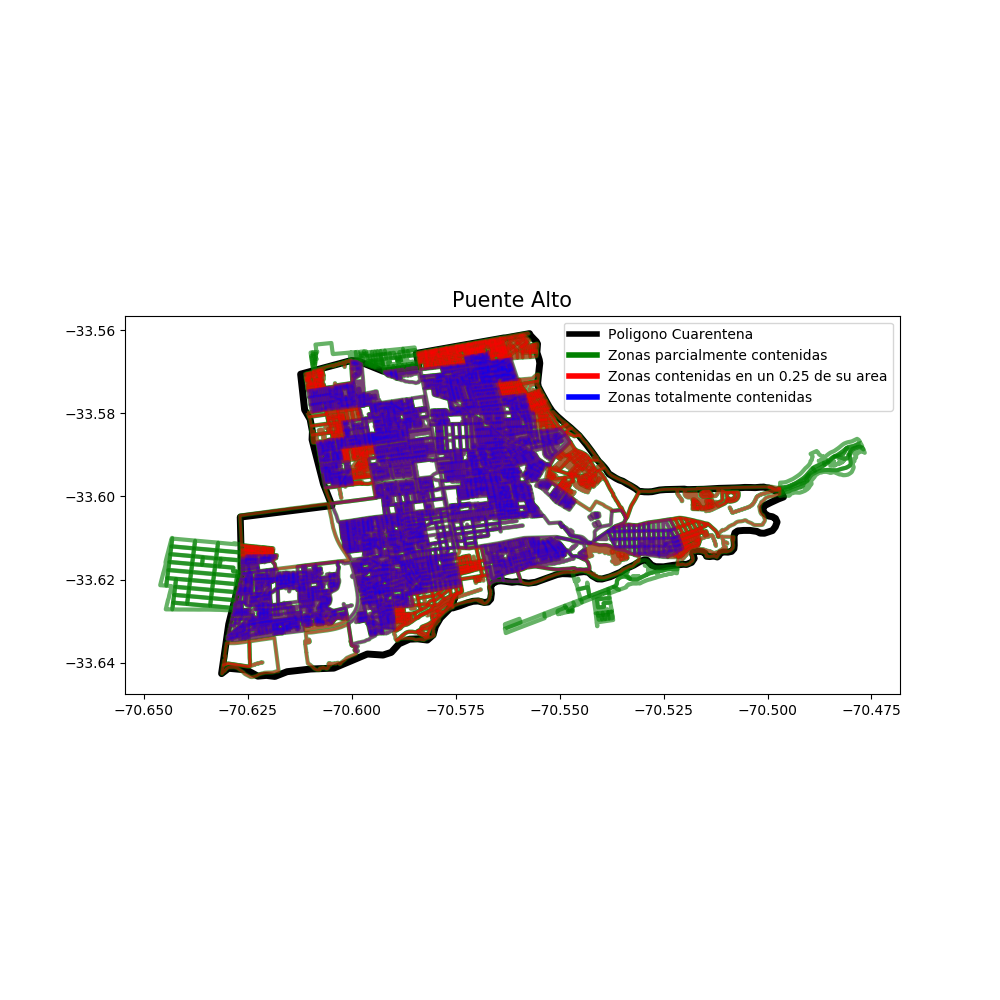 Puente Alto
Poligono Cuarentena
Zonas parcialmente contenidas
Zonas contenidas en un 0.25 de su area
Zonas totalmente contenidas
−33.56
−33.58
−33.60
−33.62
−33.64
−70.650 −70.625 −70.600 −70.575 −70.550 −70.525 −70.500 −70.475